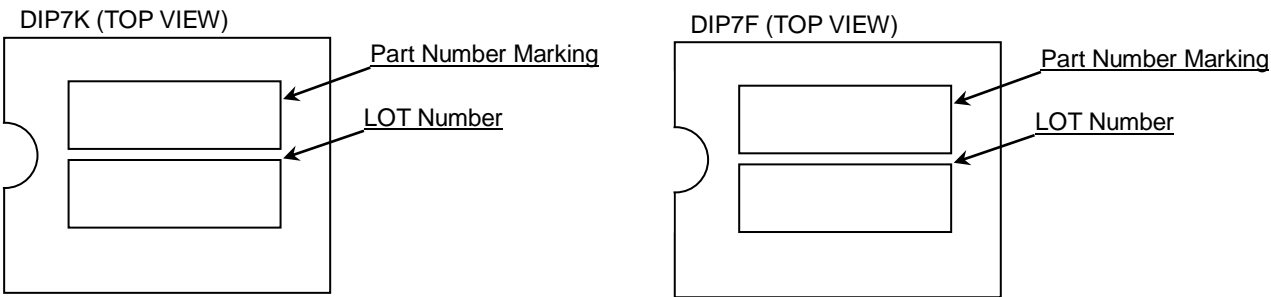 DIP7K (TOP VIEW)
Part Number Marking
LOT Number
DIP7F (TOP VIEW)
Part Number Marking
LOT Number